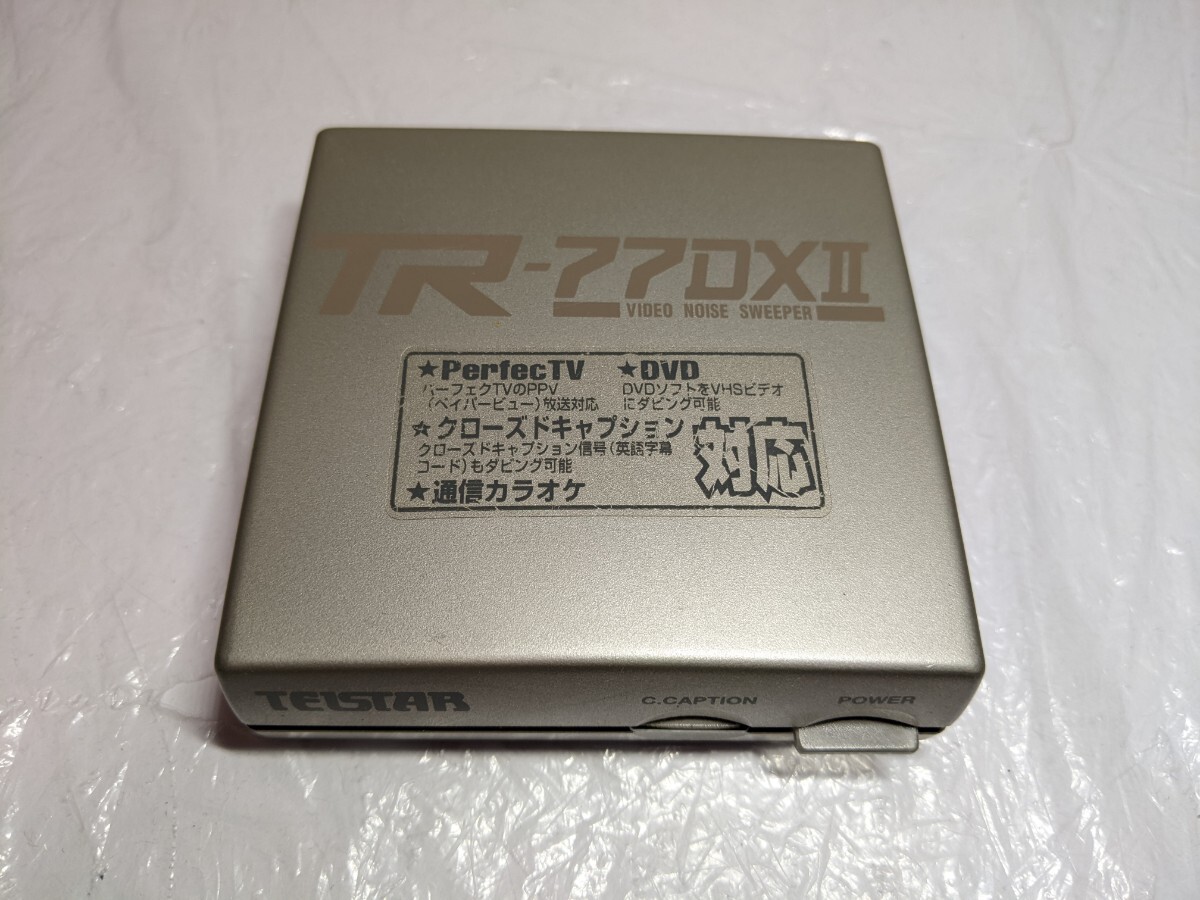 TR-77DXII
VIDEO NOISE SWEEPER
★PerfecTV
パーフェクTVのPPV
(ペイパービュー)放送対応
★DVD
DVDソフトをVHSビデオ
にダビング可能
★クローズドキャプション
クローズドキャプション信号(英語字幕
コード)もダビング可能
★通信カラオケ
対応
TELSTAR
C.CAPTION
POWER